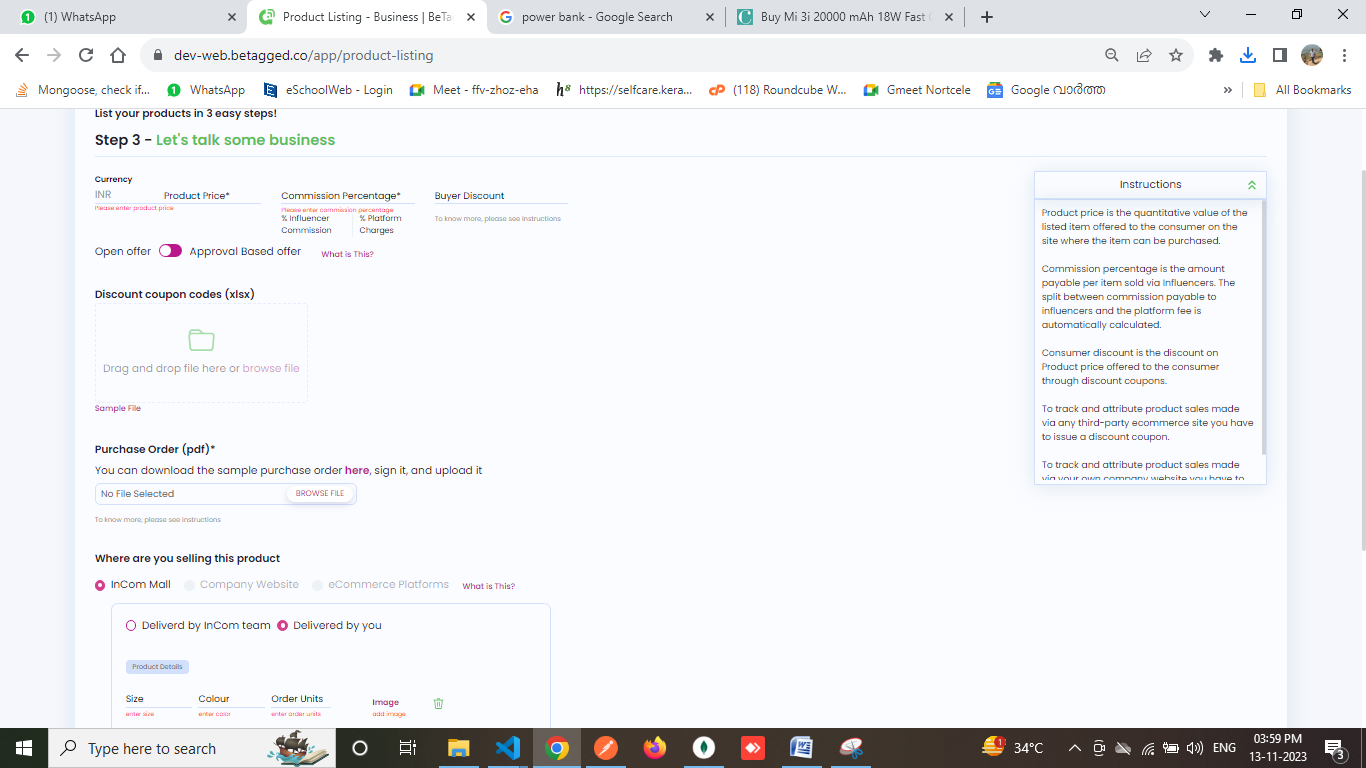 (1) WhatsApp
Product Listing - Business | BeTa
power bank - Google Search
Buy Mi 3i 20000 mAh 18W Fast
dev-web.betagged.co/app/product-listing
Mongoose, check if...
WhatsApp
eSchoolWeb - Login
Meet - ffv-zhoz-eha
https://selfcare.kera...
(118) Roundcube W...
Gmeet Nortcele
Google വാർത്ത
»
All Bookmarks
List your products in 3 easy steps!
Step 3 - Let's talk some business
Currency
INR
Product Price*
Commission Percentage*
Buyer Discount
Please enter product price
Please enter commission percentage
% Influencer Commission
% Platform Charges
To know more, please see Instructions
Open offer
Approval Based offer
What is This?
Discount coupon codes (xlsx)
Drag and drop file here or browse file
Sample File
Purchase Order (pdf)*
You can download the sample purchase order here, sign it, and upload it
No File Selected
BROWSE FILE
To know more, please see Instructions
Where are you selling this product
InCom Mall
Company Website
eCommerce Platforms
What is This?
Deliverd by InCom team
Delivered by you
Product Details
Size
Colour
Order Units
Image
enter size
enter color
enter order units
add image
Instructions
Product price is the quantitative value of the
listed item offered to the consumer on the
site where the item can be purchased.
Commission percentage is the amount
payable per item sold via Influencers. The
split between commission payable to
influencers and the platform fee is
automatically calculated.
Consumer discount is the discount on
Product price offered to the consumer
through discount coupons.
To track and attribute product sales made
via any third-party ecommerce site you have
to issue a discount coupon.
To track and attribute product sales made
via your own company website you have to
Type here to search
1
34°C
ENG
03:59 PM
13-11-2023
3